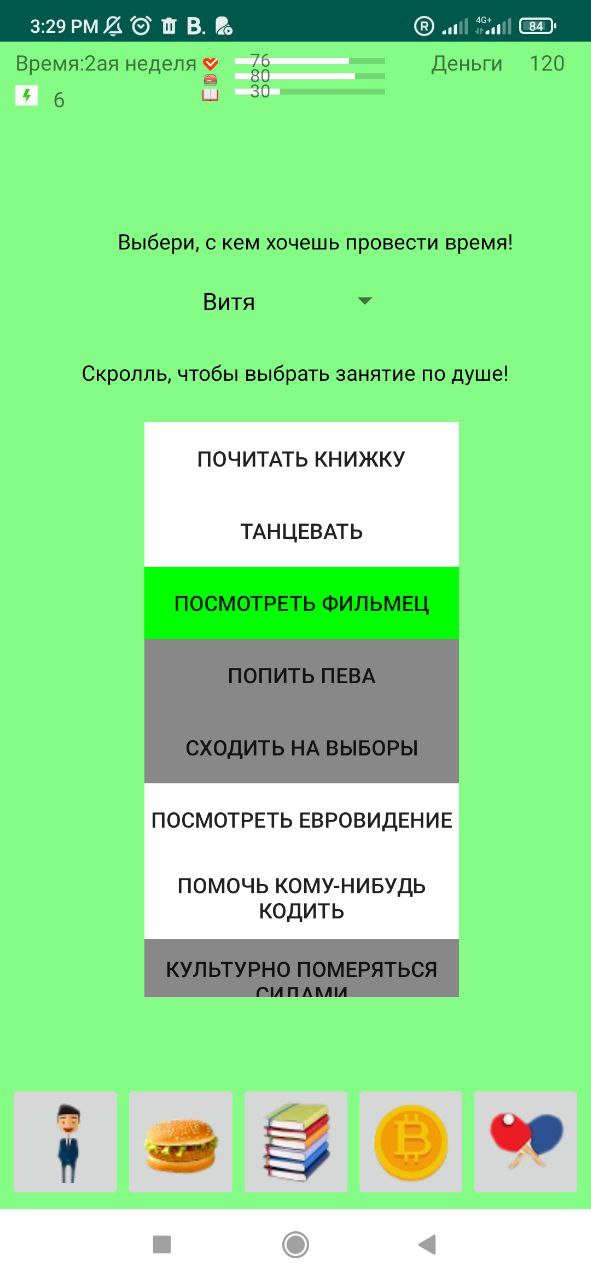 3:29 PM B. R 4G+ 84
Время:2ая неделя 76 Деньги 120
80
30
6
Выбери, с кем хочешь провести время!
Витя
Скролль, чтобы выбрать занятие по душе!
ПОЧИТАТЬ КНИЖКУ
ТАНЦЕВАТЬ
ПОСМОТРЕТЬ ФИЛЬМЕЦ
ПОПИТЬ ПЕВА
СХОДИТЬ НА ВЫБОРЫ
ПОСМОТРЕТЬ ЕВРОВИДЕНИЕ
ПОМОЧЬ КОМУ-НИБУДЬ
КОДИТЬ
КУЛЬТУРНО ПОМЕРЯТЬСЯ
СИЛАМИ